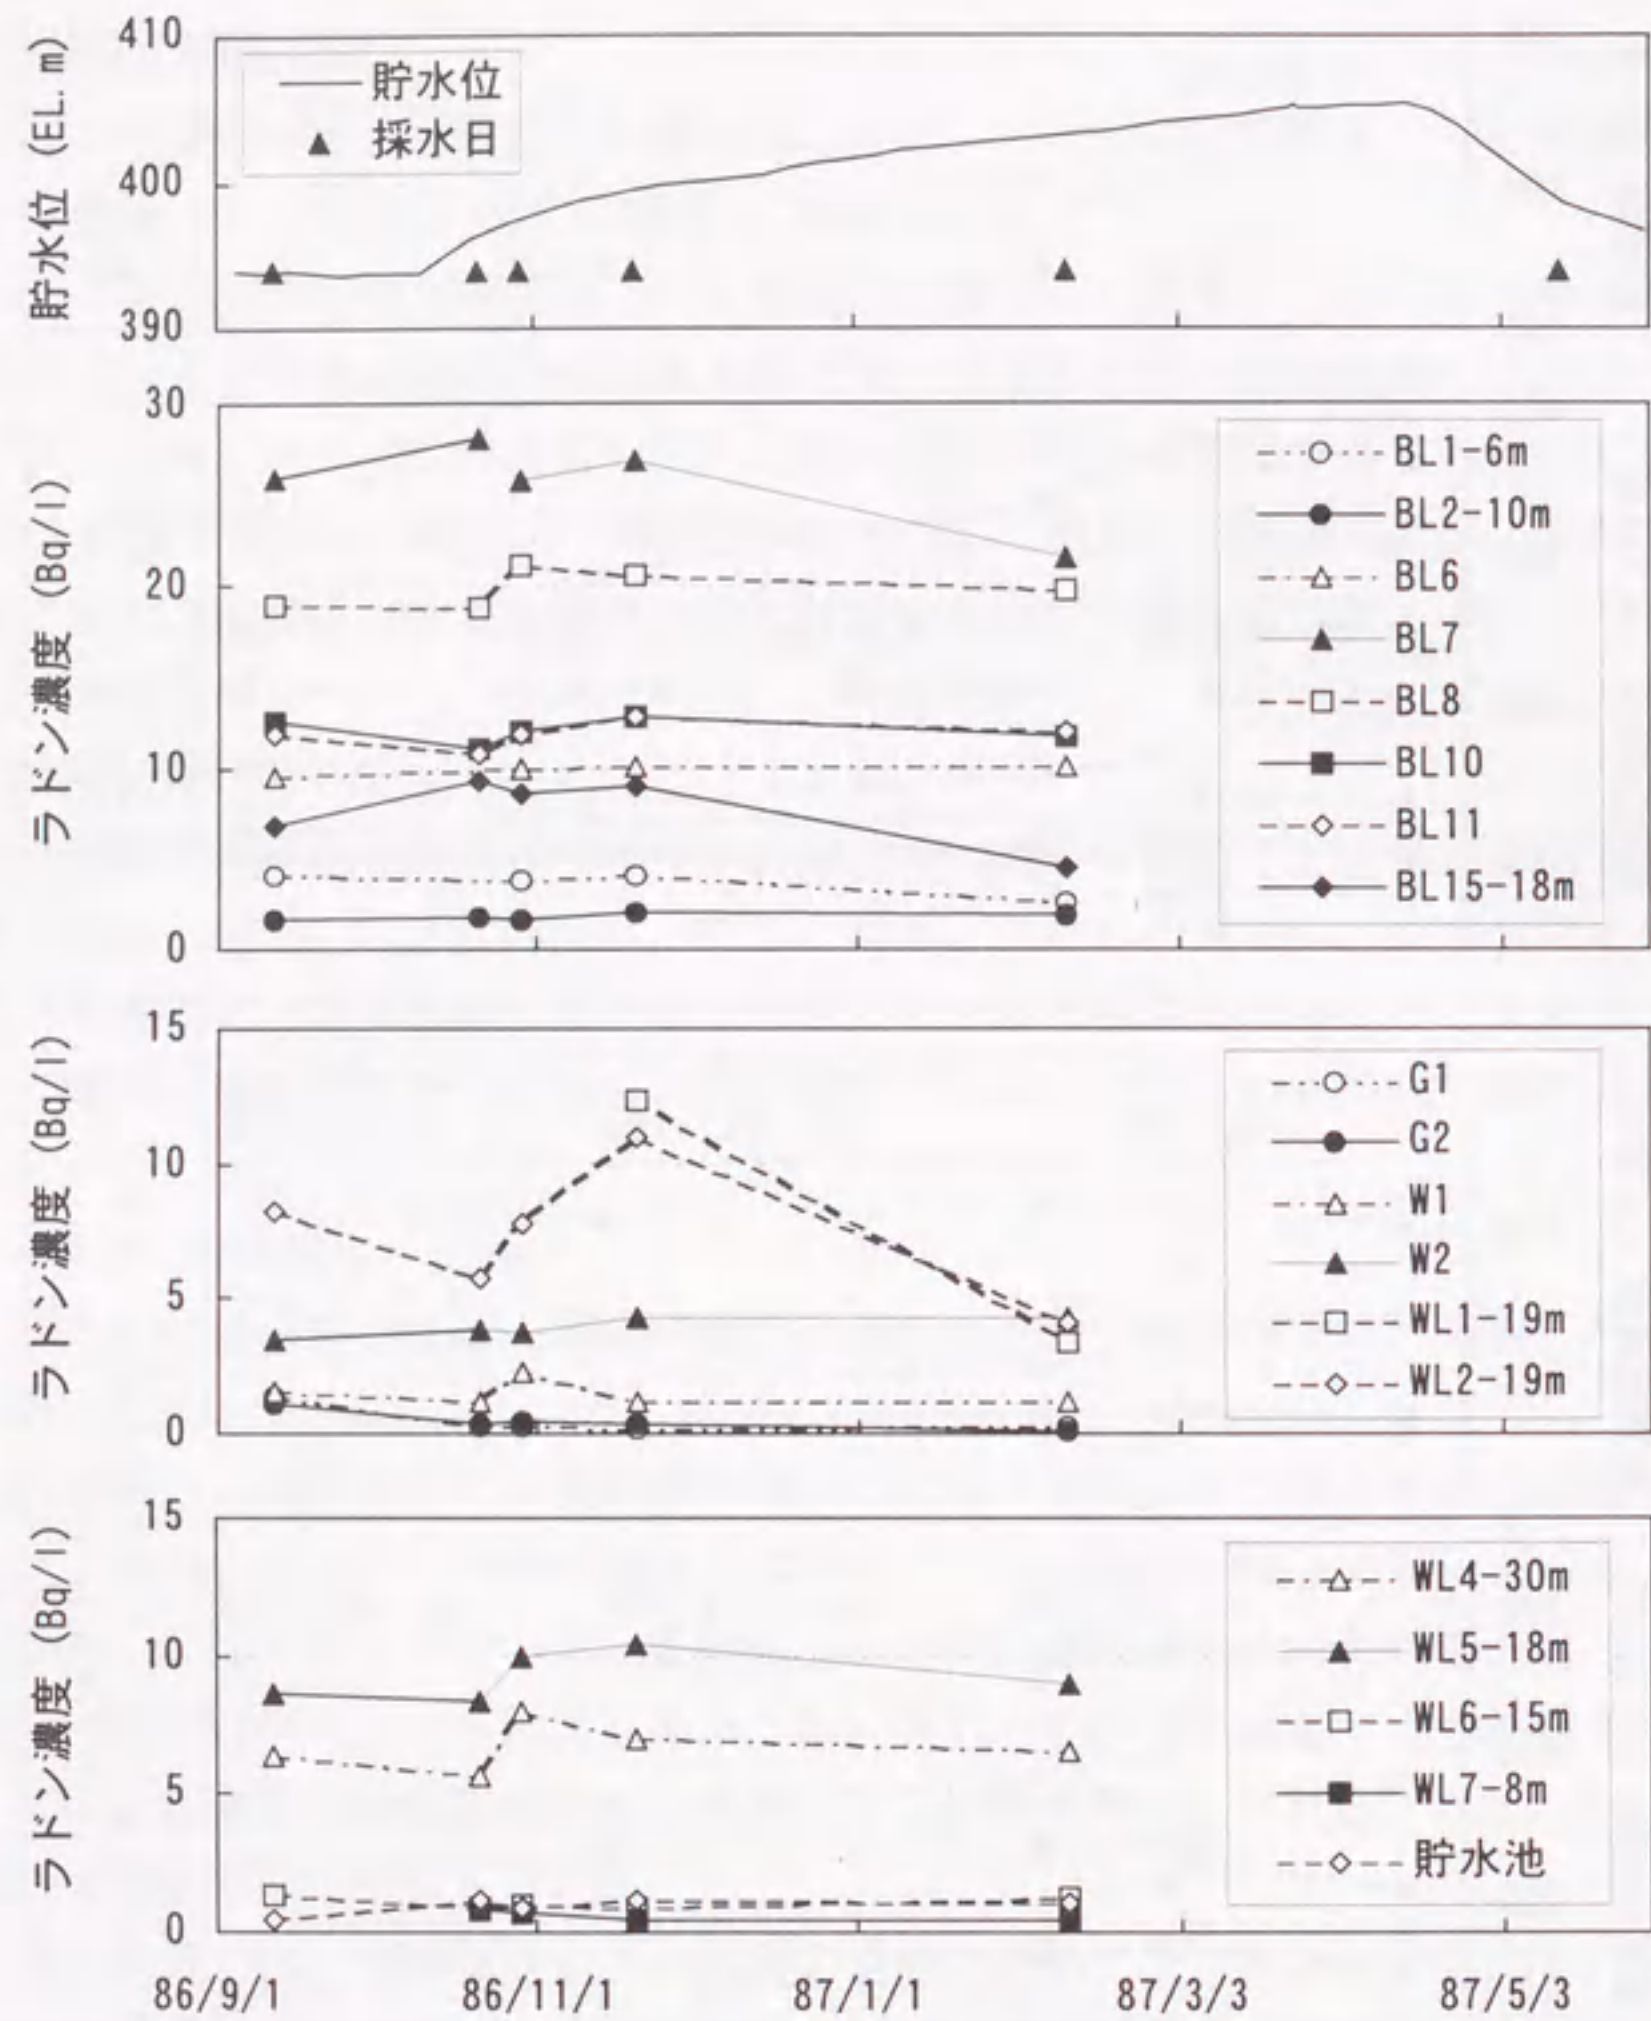 410
400
390
貯水位 (EL. m)
貯水位
採水日
30
20
10
0
ラドン濃度 (Bq/l)
BL1-6m
BL2-10m
BL6
BL7
BL8
BL10
BL11
BL15-18m
15
10
5
0
ラドン濃度 (Bq/l)
G1
G2
W1
W2
WL1-19m
WL2-19m
15
10
5
0
ラドン濃度 (Bq/l)
WL4-30m
WL5-18m
WL6-15m
WL7-8m
貯水池
86/9/1 86/11/1 87/1/1 87/3/3 87/5/3